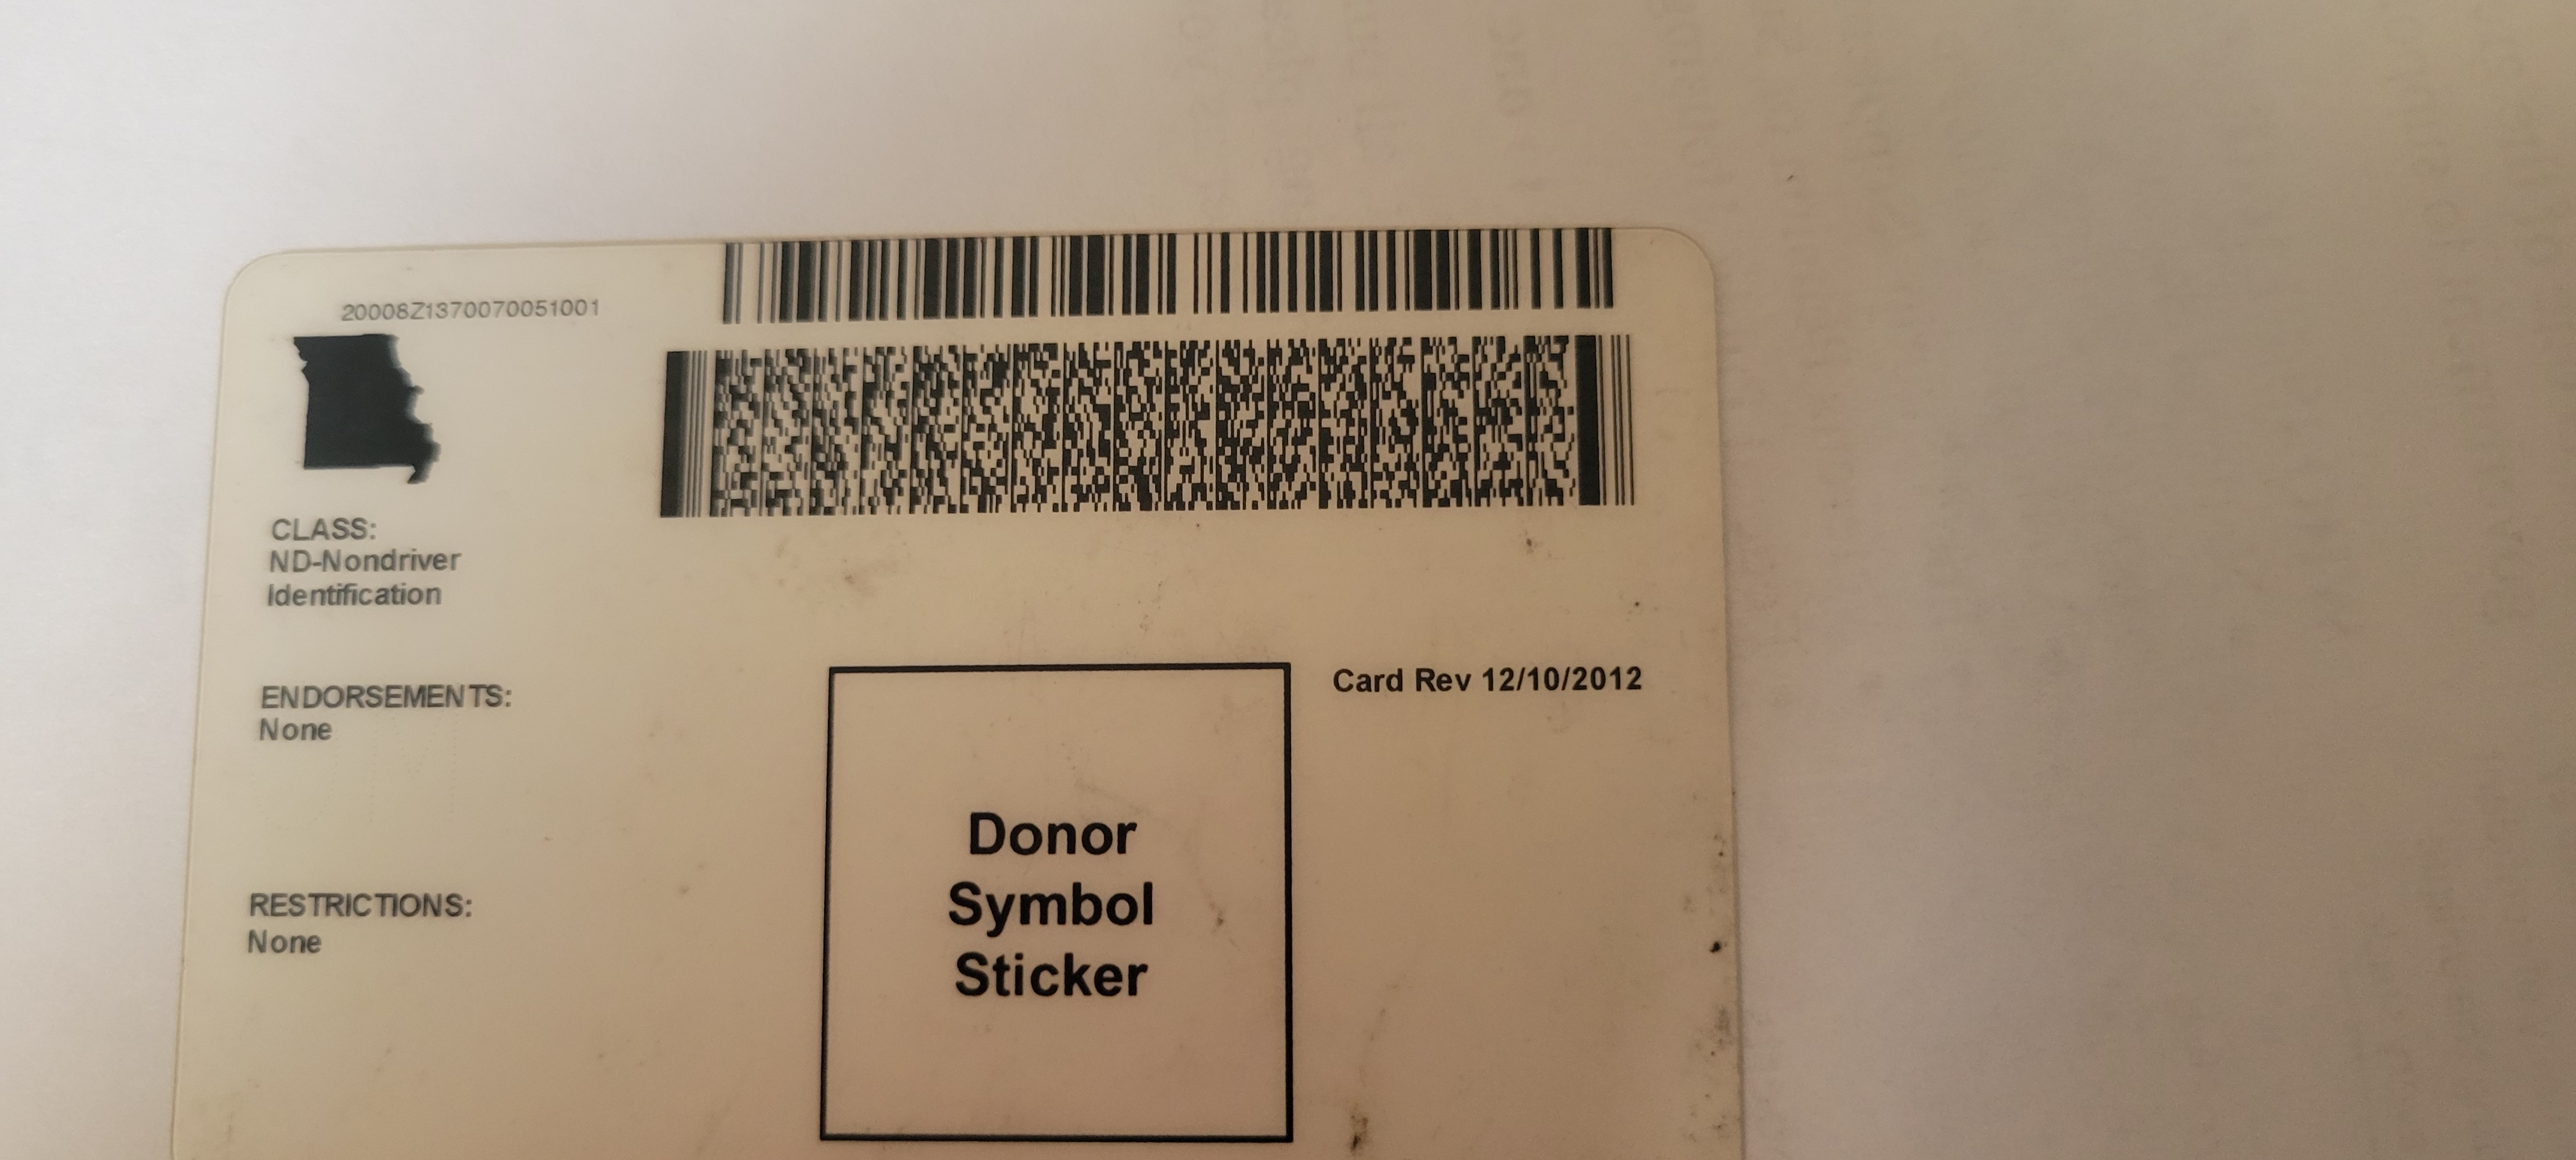 20008Z1370070051001
CLASS:
ND-Nondriver
Identification
ENDORSEMENTS:
None
RESTRICTIONS:
None
Card Rev 12/10/2012
Donor
Symbol
Sticker